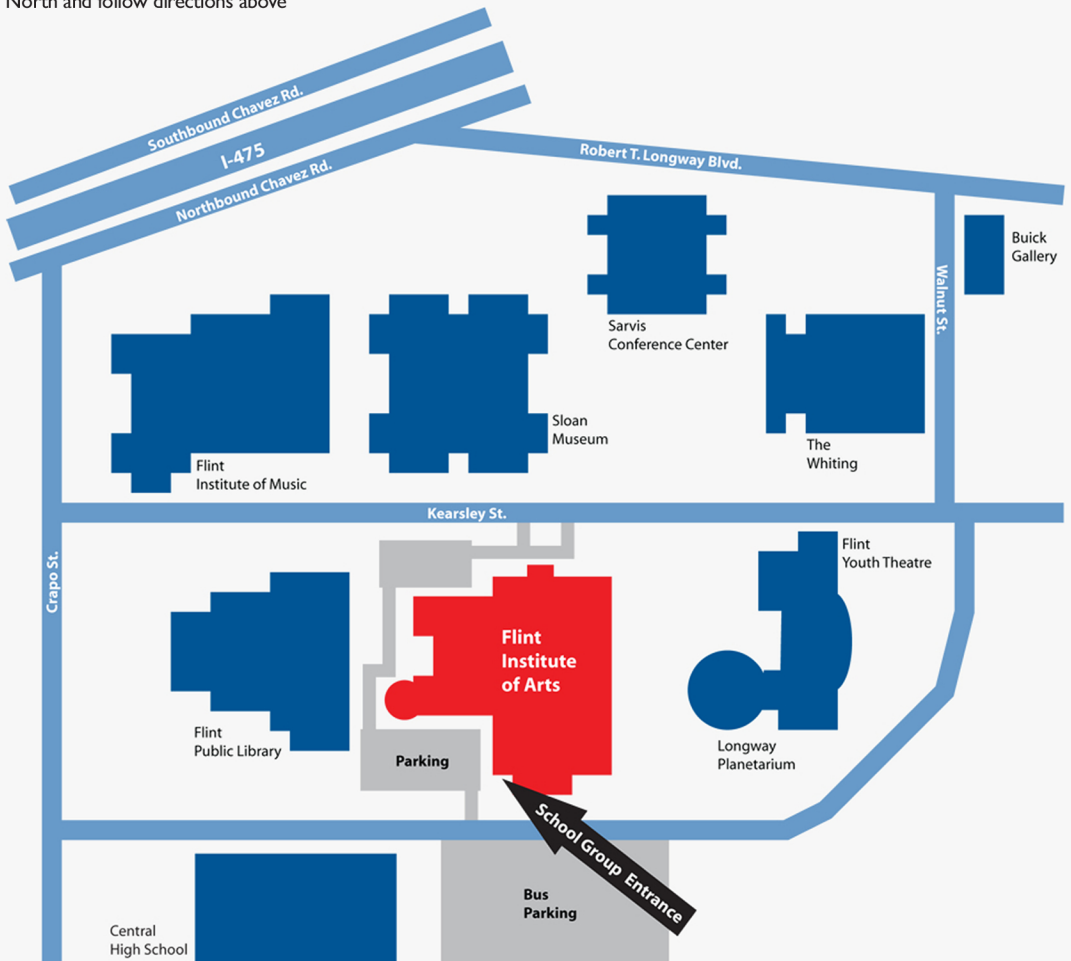 North and follow directions above
Southbound Chavez Rd.
I-475
Northbound Chavez Rd.
Robert T. Longway Blvd.
Buick
Gallery
Walnut St.
Sarvis
Conference Center
Sloan
Museum
The
Whiting
Flint
Institute of Music
Kearsley St.
Crapo St.
Flint
Youth Theatre
Flint
Institute
of Arts
Flint
Public Library
Parking
Longway
Planetarium
School Group Entrance
Bus
Parking
Central
High School